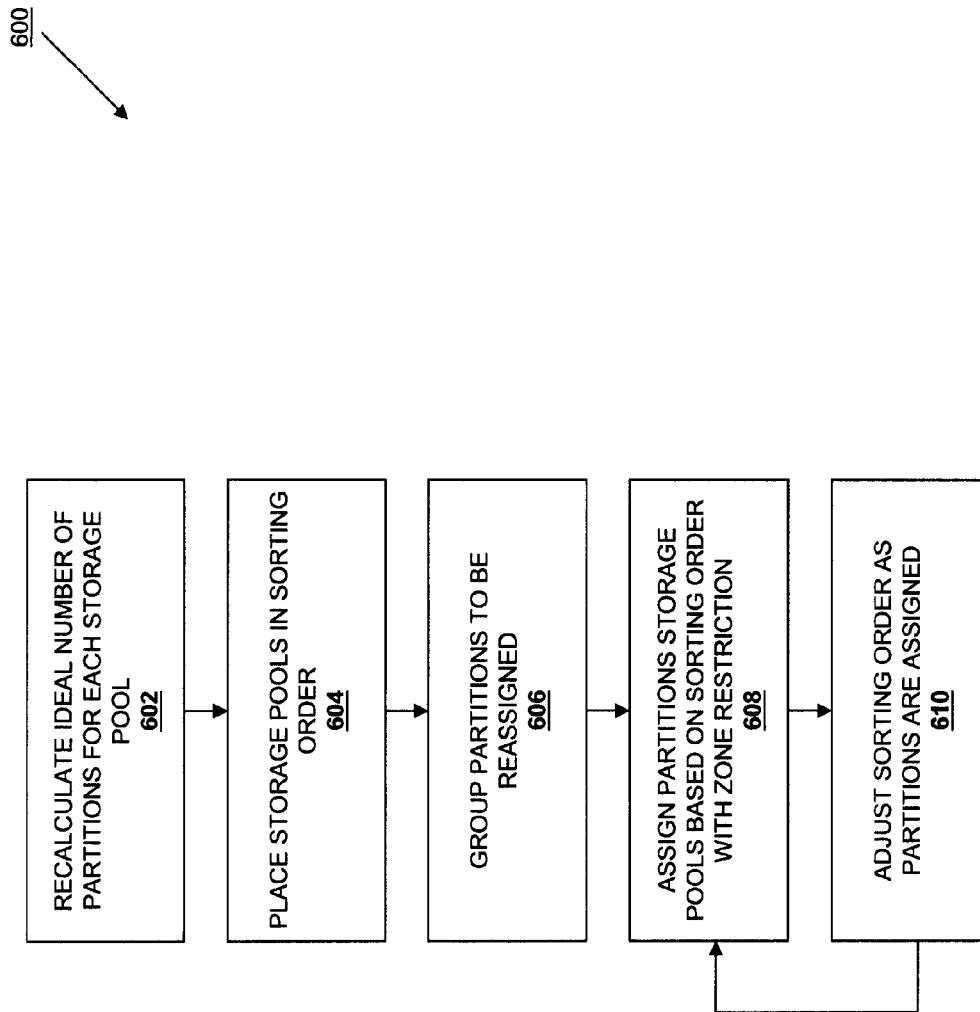 600
RECALCULATE IDEAL NUMBER OF
PARTITIONS FOR EACH STORAGE
POOL
602
PLACE STORAGE POOLS IN SORTING
ORDER
604
GROUP PARTITIONS TO BE
REASSIGNED
606
ASSIGN PARTITIONS STORAGE
POOLS BASED ON SORTING ORDER
WITH ZONE RESTRICTION
608
ADJUST SORTING ORDER AS
PARTITIONS ARE ASSIGNED
610